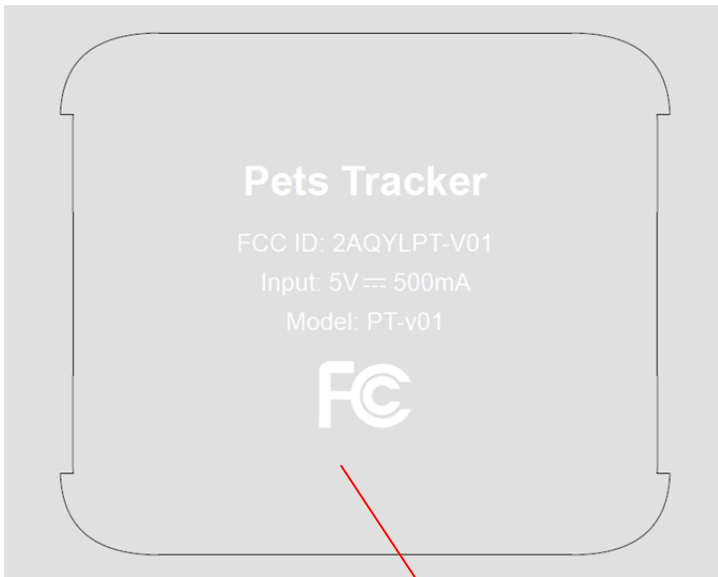 Pets Tracker
FCC ID: 2AQYLPT-V01
Input: 5V ⎓ 500mA
Model: PT-v01
FC